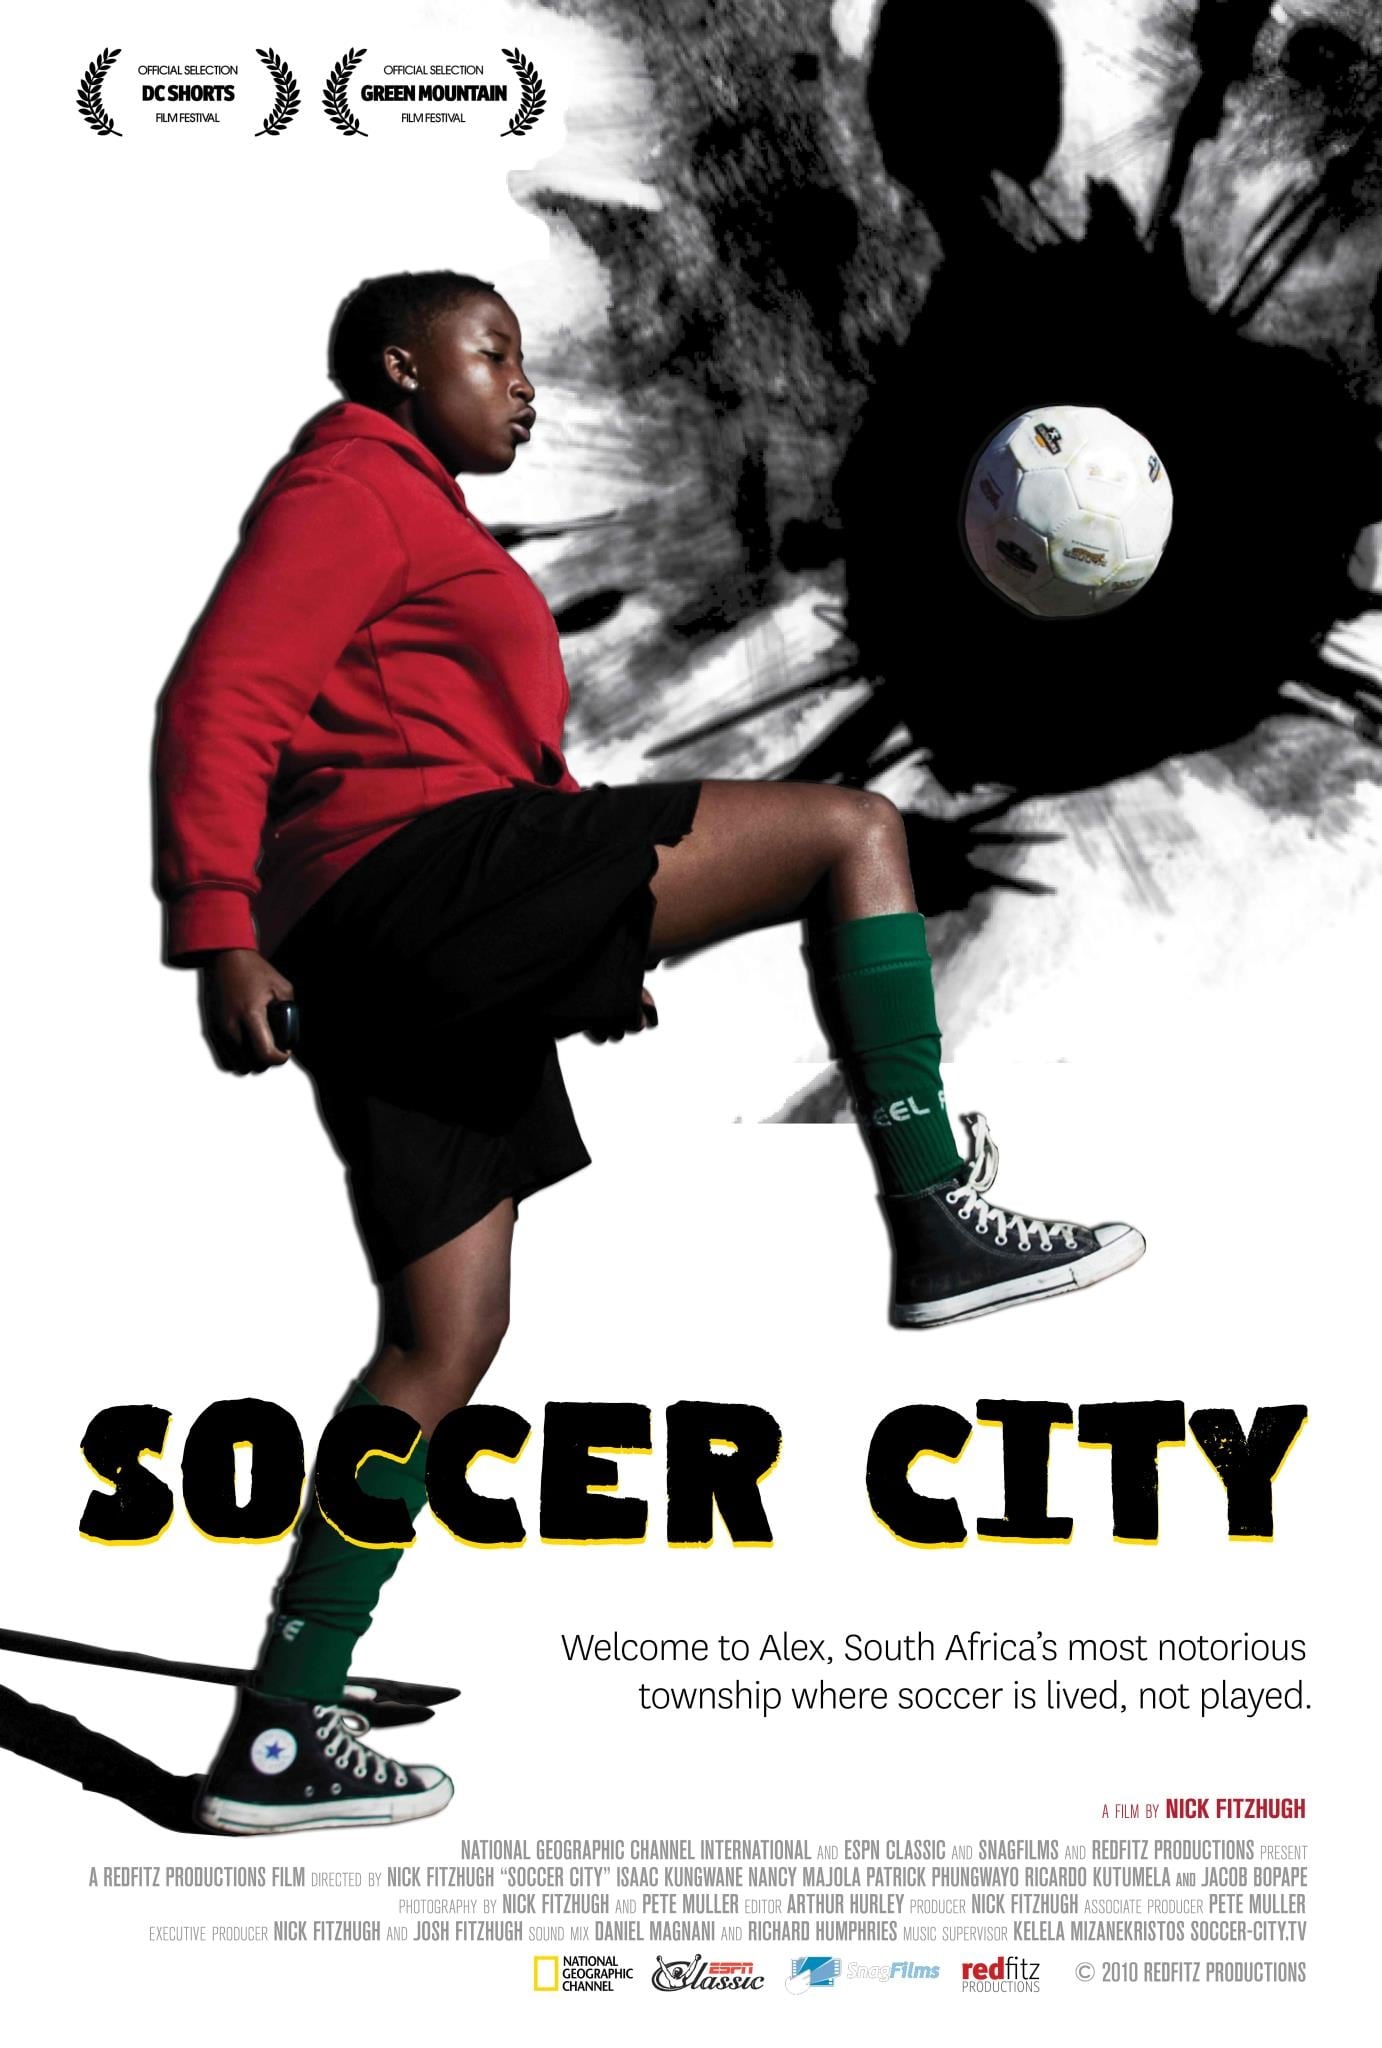 OFFICIAL SELECTION
DC SHORTS
FILM FESTIVAL
OFFICIAL SELECTION
GREEN MOUNTAIN
FILM FESTIVAL
EEL
SOCCER CITY
Welcome to Alex, South Africa's most notorious
township where soccer is lived, not played.
A FILM BY NICK FITZHUGH
NATIONAL GEOGRAPHIC CHANNEL INTERNATIONAL AND ESPN CLASSIC AND SNAGFILMS AND REDFITZ PRODUCTIONS PRESENT
A REDFITZ PRODUCTIONS FILM DIRECTED BY NICK FITZHUGH "SOCCER CITY" ISAAC KUNGWANE NANCY MAJOLA PATRICK PHUNGWAYO RICARDO KUTUMELA AND JACOB BOPAPE
PHOTOGRAPHY BY NICK FITZHUGH AND PETE MULLER EDITOR ARTHUR HURLEY PRODUCER NICK FITZHUGH ASSOCIATE PRODUCER PETE MULLER
EXECUTIVE PRODUCER NICK FITZHUGH AND JOSH FITZHUGH SOUND MIX DANIEL MAGNANI AND RICHARD HUMPHRIES MUSIC SUPERVISOR KELELA MIZANEKRISTOS SOCCER-CITY.TV
NATIONAL
GEOGRAPHIC
CHANNEL
ESPN
Classic
SnagFilms
redfitz
PRODUCTIONS
© 2010 REDFITZ PRODUCTIONS